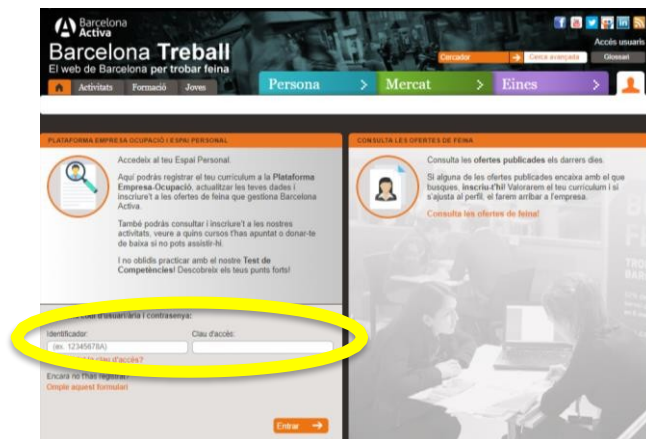 Barcelona
Activa
Barcelona Treball
El web de Barcelona per trobar feina
Accés usuaris
Cercador
Cerca avançada
Glossari
Activitats Formació Joves
Persona > Mercat > Eines >
PLATAFORMA EMPRESA OCUPACIÓ I ESPAI PERSONAL
Accedeix al teu Espai Personal.
Aquí podràs registrar el teu currículum a la Plataforma
Empresa-Ocupació, actualitzar les teves dades i
inscriure't a les ofertes de feina que gestiona Barcelona
Activa.
També podràs consultar i inscriure't a les nostres
activitats, veure a quins cursos t'has apuntat o donar-te
de baixa si no pots assistir-hi.
I no oblidis practicar amb el nostre Test de
Competències! Descobreix els teus punts forts!
d'usuari/ària i contrasenya:
Identificador: Clau d'accés:
(ex. 12345678A)
clau d'accés?
Encara no t'has registrat?
Omple aquest formulari
Entrar →
CONSULTA LES OFERTES DE FEINA
Consulta les ofertes publicades els darrers dies.
Si alguna de les ofertes publicades encaixa amb el que
busques, inscriu-t'hi! Valorarem el teu currículum i si
s'ajusta al perfil, el farem arribar a l'empresa.
Consulta les ofertes de feina!